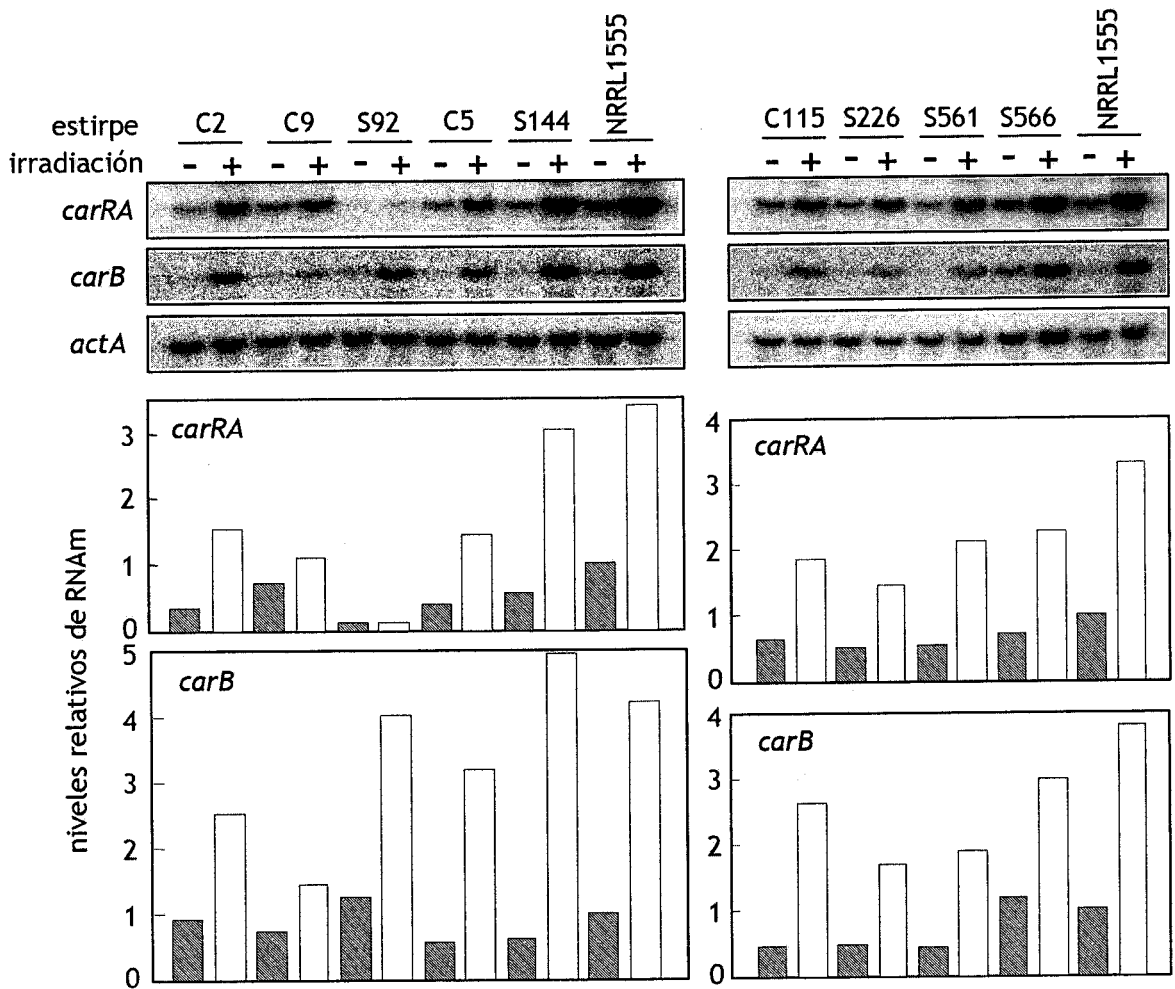 estirpe C2 C9 S92 C5 S144 NRRL1555
irradiación - + - + - + - + - + - +
carRA
carB
actA
C115 S226 S561 S566 NRRL1555
- + - + - + - + - +
niveles relativos de RNAm
carRA
3
2
1
0
carB
5
4
3
2
1
0
carRA
4
3
2
1
0
carB
4
3
2
1
0